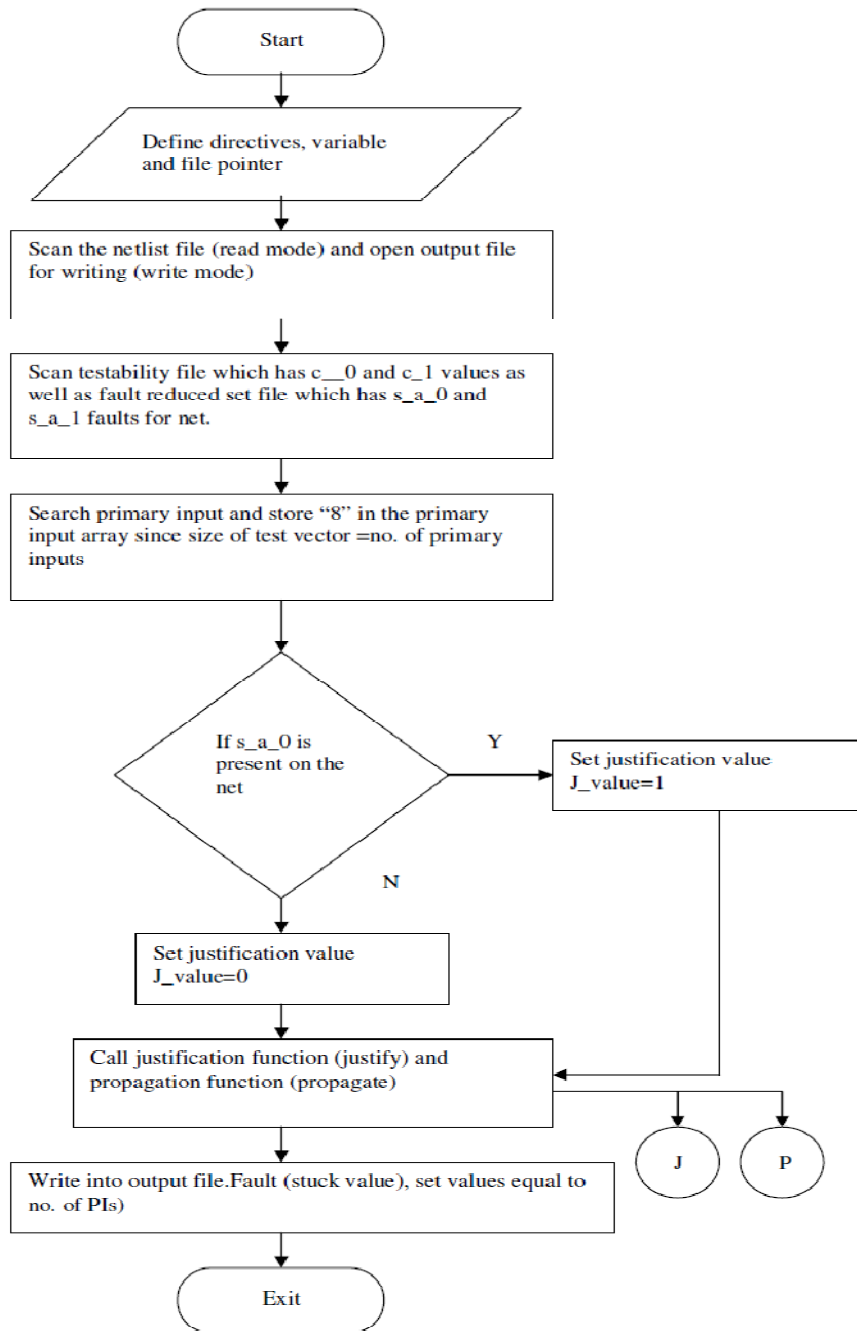 Start
Define directives, variable
and file pointer
Scan the netlist file (read mode) and open output file
for writing (write mode)
Scan testability file which has c__0 and c_1 values as
well as fault reduced set file which has s_a_0 and
s_a_1 faults for net.
Search primary input and store “8” in the primary
input array since size of test vector =no. of primary
inputs
If s_a_0 is
present on the
net
Y
Set justification value
J_value=1
N
Set justification value
J_value=0
Call justification function (justify) and
propagation function (propagate)
J
P
Write into output file.Fault (stuck value), set values equal to
no. of PIs)
Exit